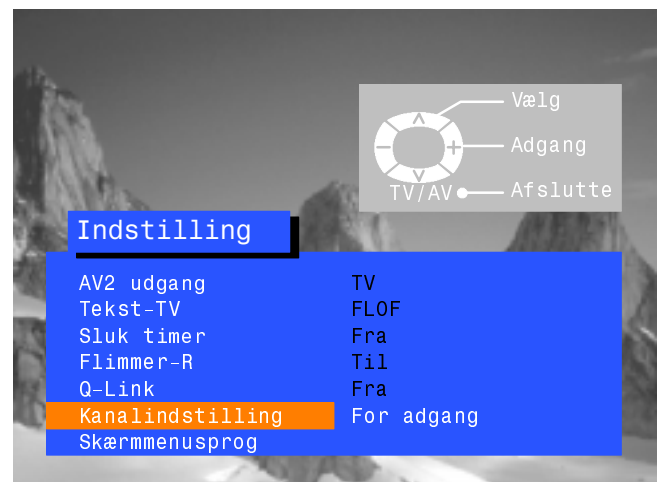 Vælg
Adgang
TV/AV Afslutte
Indstilling
AV2 udgang TV
Tekst-TV FLOF
Sluk timer Fra
Flimmer-R Til
Q-Link Fra
Kanalindstilling For adgang
Skærmmenusprog